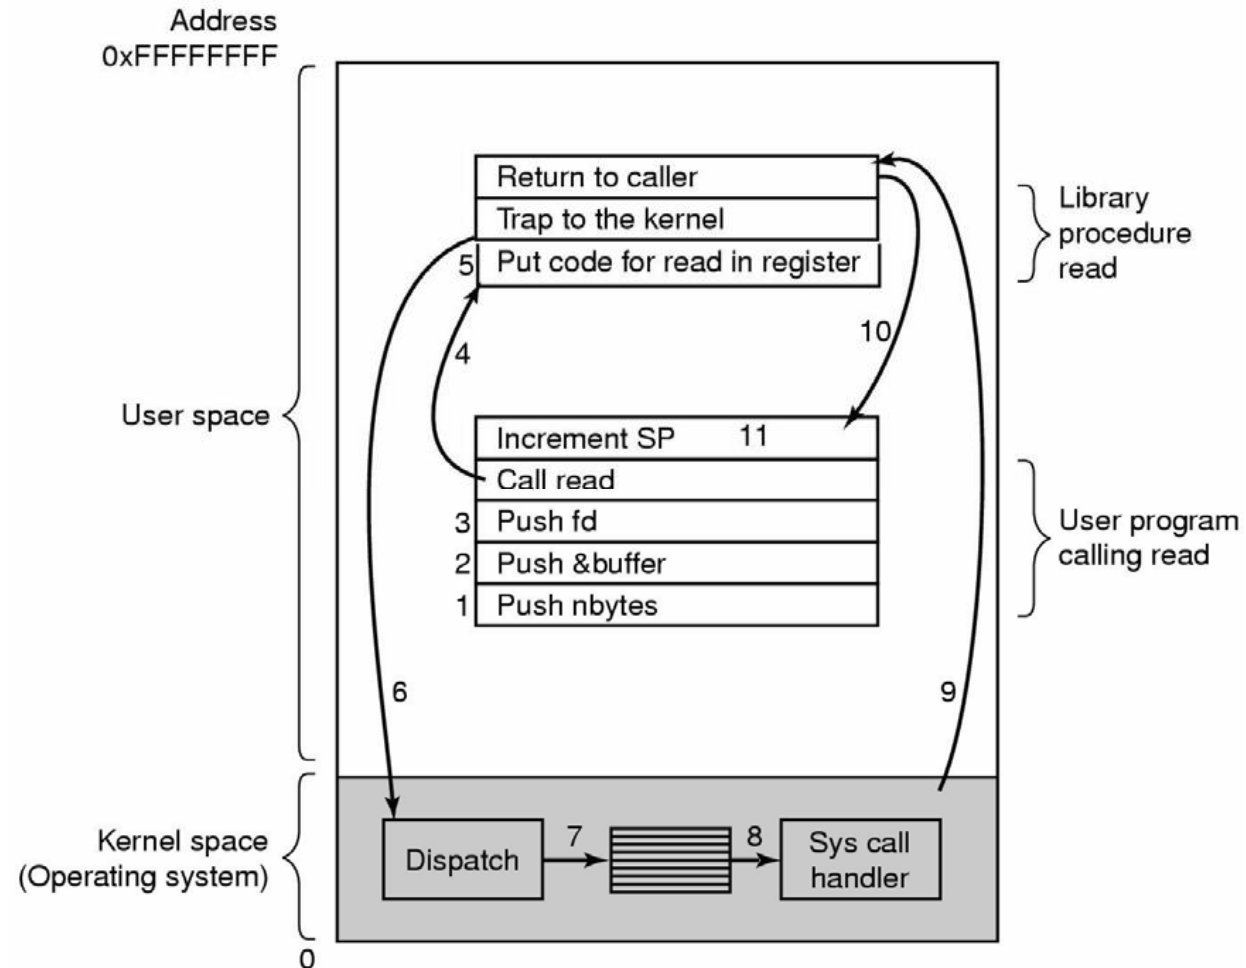 Address
0xFFFFFFFF
Return to caller
Trap to the kernel
5 Put code for read in register
Library
procedure
read
10
4
User space
Increment SP 11
Call read
3 Push fd
2 Push &buffer
1 Push nbytes
User program
calling read
6
9
Kernel space
(Operating system)
Dispatch
7
8
Sys call
handler
0